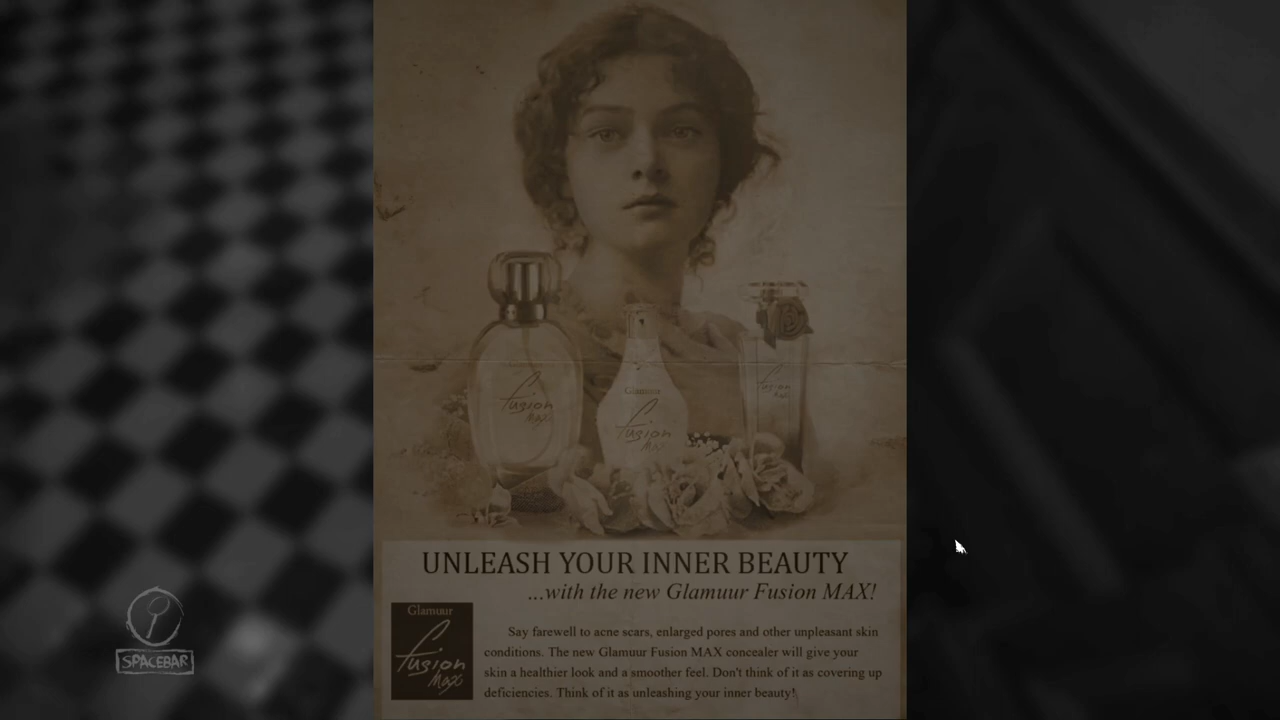 fusion
MAX
Glamuur
fusion
MAX
fusion
MAX
UNLEASH YOUR INNER BEAUTY
...with the new Glamuur Fusion MAX!
Glamuur
fusion
Max
Say farewell to acne scars, enlarged pores and other unpleasant skin
conditions. The new Glamuur Fusion MAX concealer will give your
skin a healthier look and a smoother feel. Don't think of it as covering up
deficiencies. Think of it as unleashing your inner beauty!
SPACEBAR